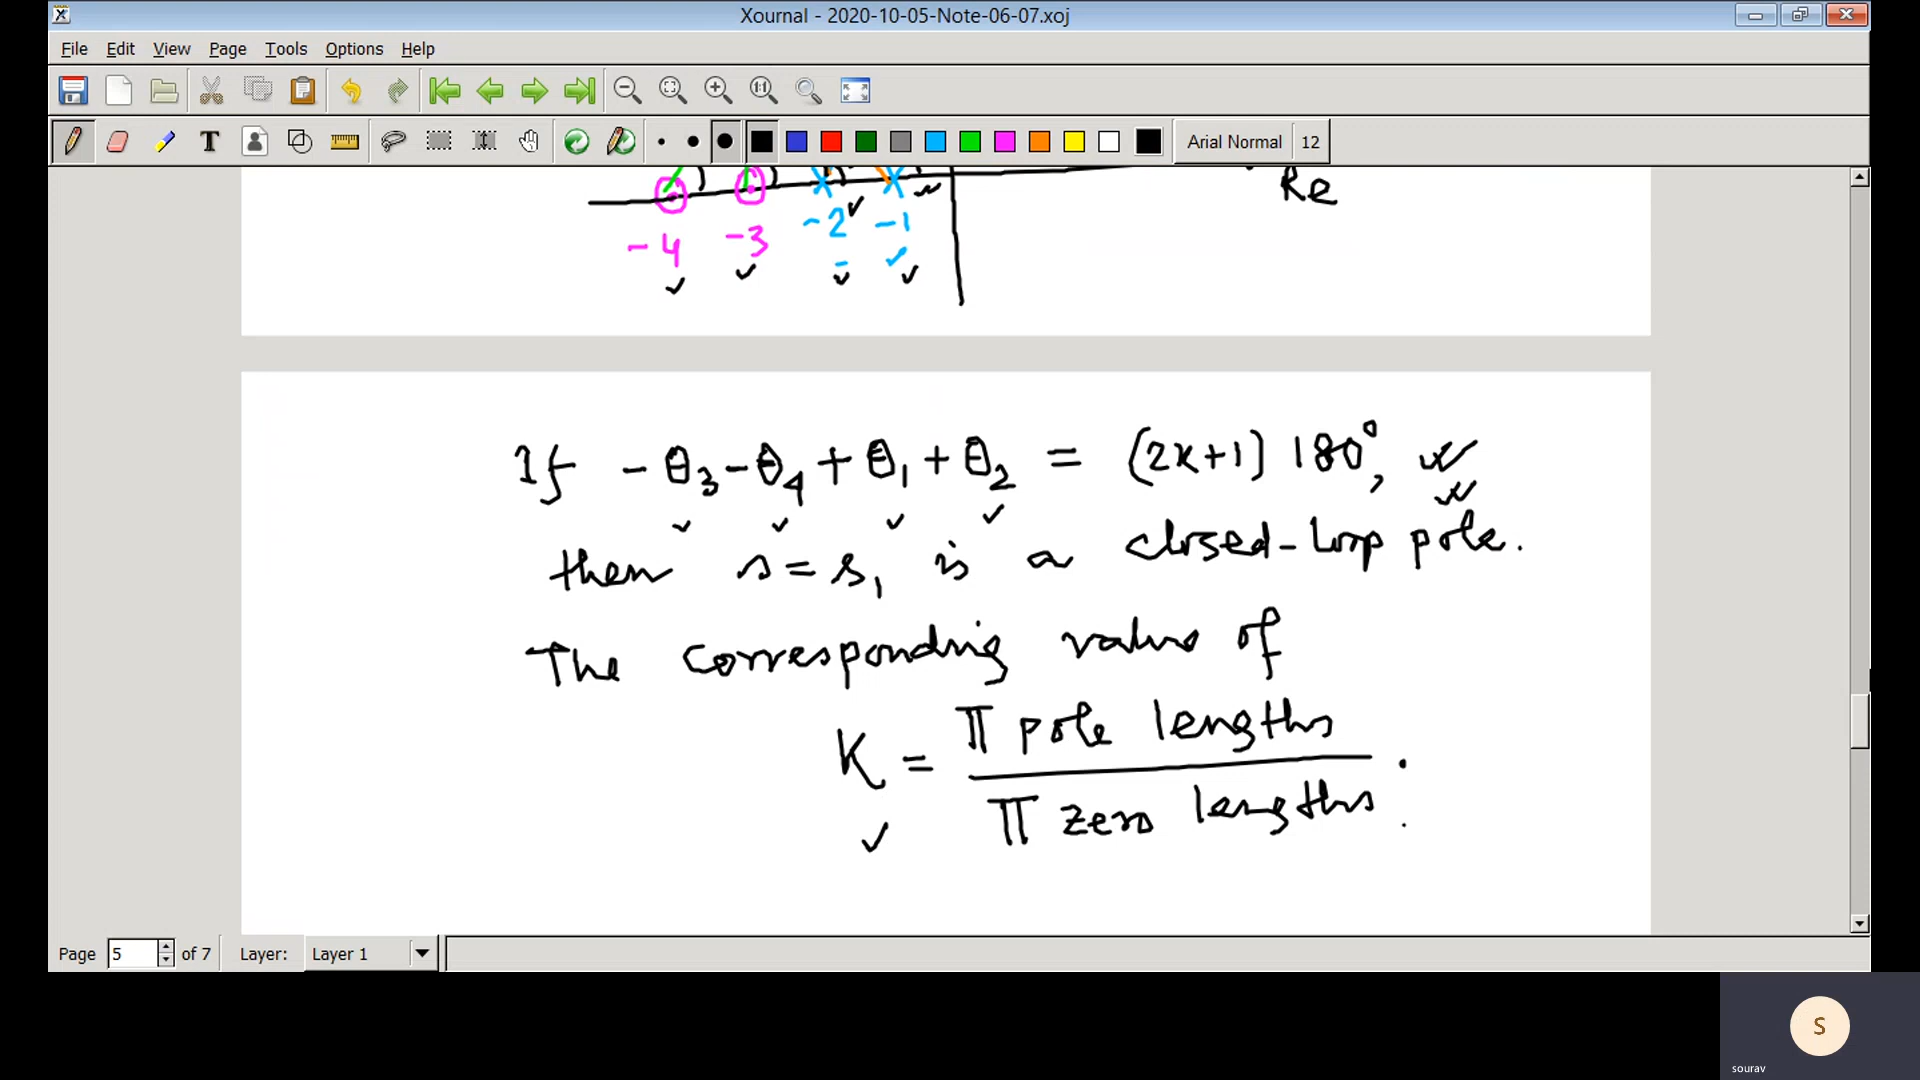 Xournal - 2020-10-05-Note-06-07.xoj
File Edit View Page Tools Options Help
T 1:1 Arial Normal 12
Re
-4 -3 -2 -1
If -θ₃-θ₄+θ₁+θ₂ = (2k+1) 180°,
then s=s₁ is a closed-loop pole.
The corresponding value of
K = π pole lengths
π zero lengths.
Page 5 of 7 Layer: Layer 1
S
sourav